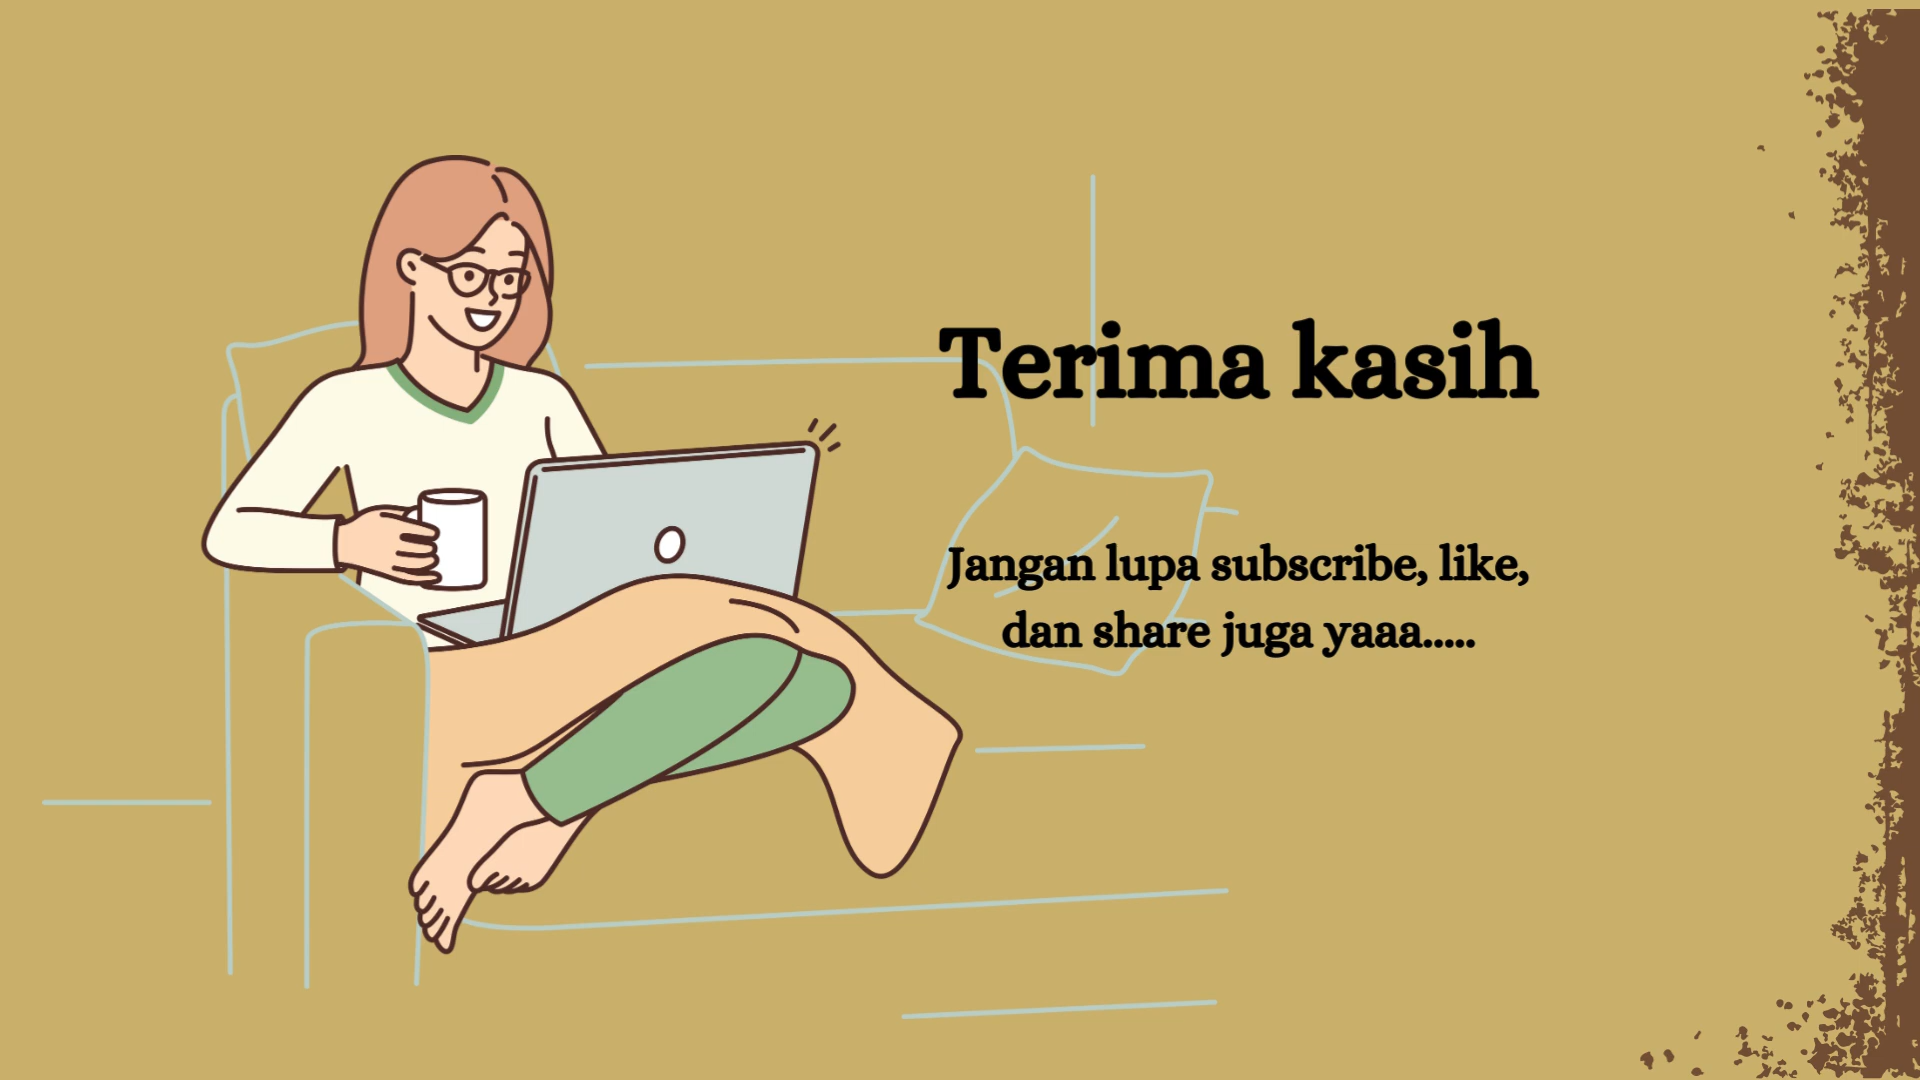 Terima kasih
Jangan lupa subscribe, like,
dan share juga yaaa.....